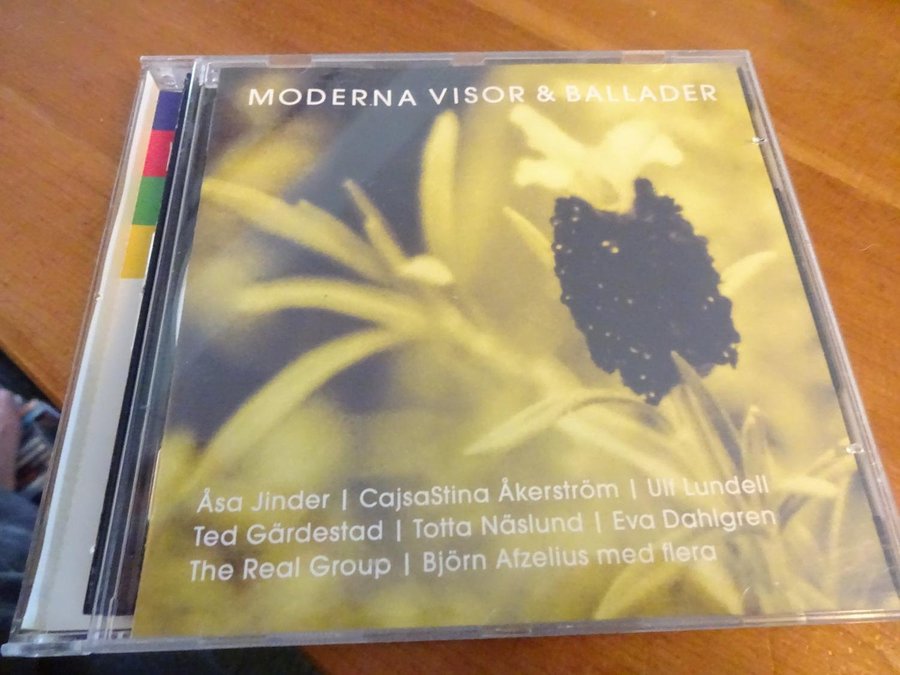 MODERNA VISOR & BALLADER
Åsa Jinder | CajsaStina Åkerström | Ulf Lundell
Ted Gärdestad | Totta Näslund | Eva Dahlgren
The Real Group | Björn Afzelius med flera